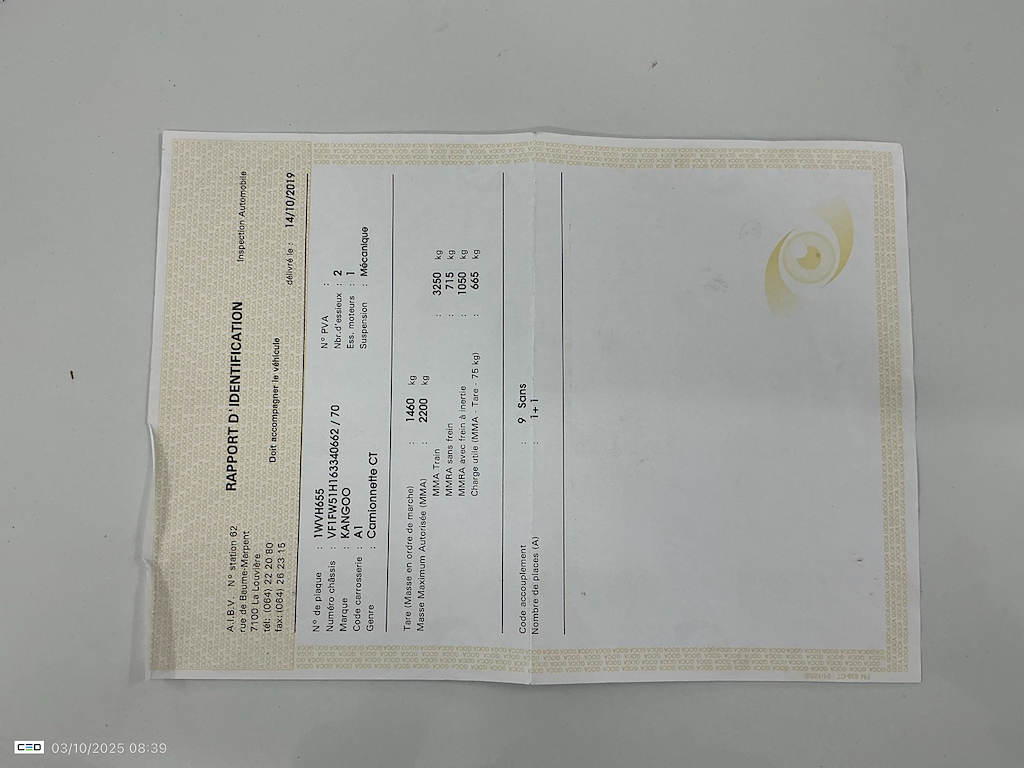 A.I.B.V. N° station 62
rue de Baume-Marpent
7100 La Louvière
tél: (064) 22 20 80
fax: (064) 26 23 15
RAPPORT D'IDENTIFICATION
Doit accompagner le véhicule
Inspection Automobile
délivré le : 14/10/2019
N° de plaque : 1WVH655
Numéro châssis : VF1FW51H163340662 / 70
Marque : KANGOO
Code carrosserie : A1
Genre : Camionnette CT
N° PVA :
Nbr.d'essieux : 2
Ess. moteurs : 1
Suspension : Mécanique
Tare (Masse en ordre de marche) : 1460 kg
Masse Maximum Autorisée (MMA) : 2200 kg
MMA Train : 3250 kg
MMRA sans frein : 715 kg
MMRA avec frein à inertie : 1050 kg
Charge utile (MMA - Tare - 75 kg) : 665 kg
Code accouplement : 9 Sans
Nombre de places (A) : 1+1
CEO 03/10/2025 08:39